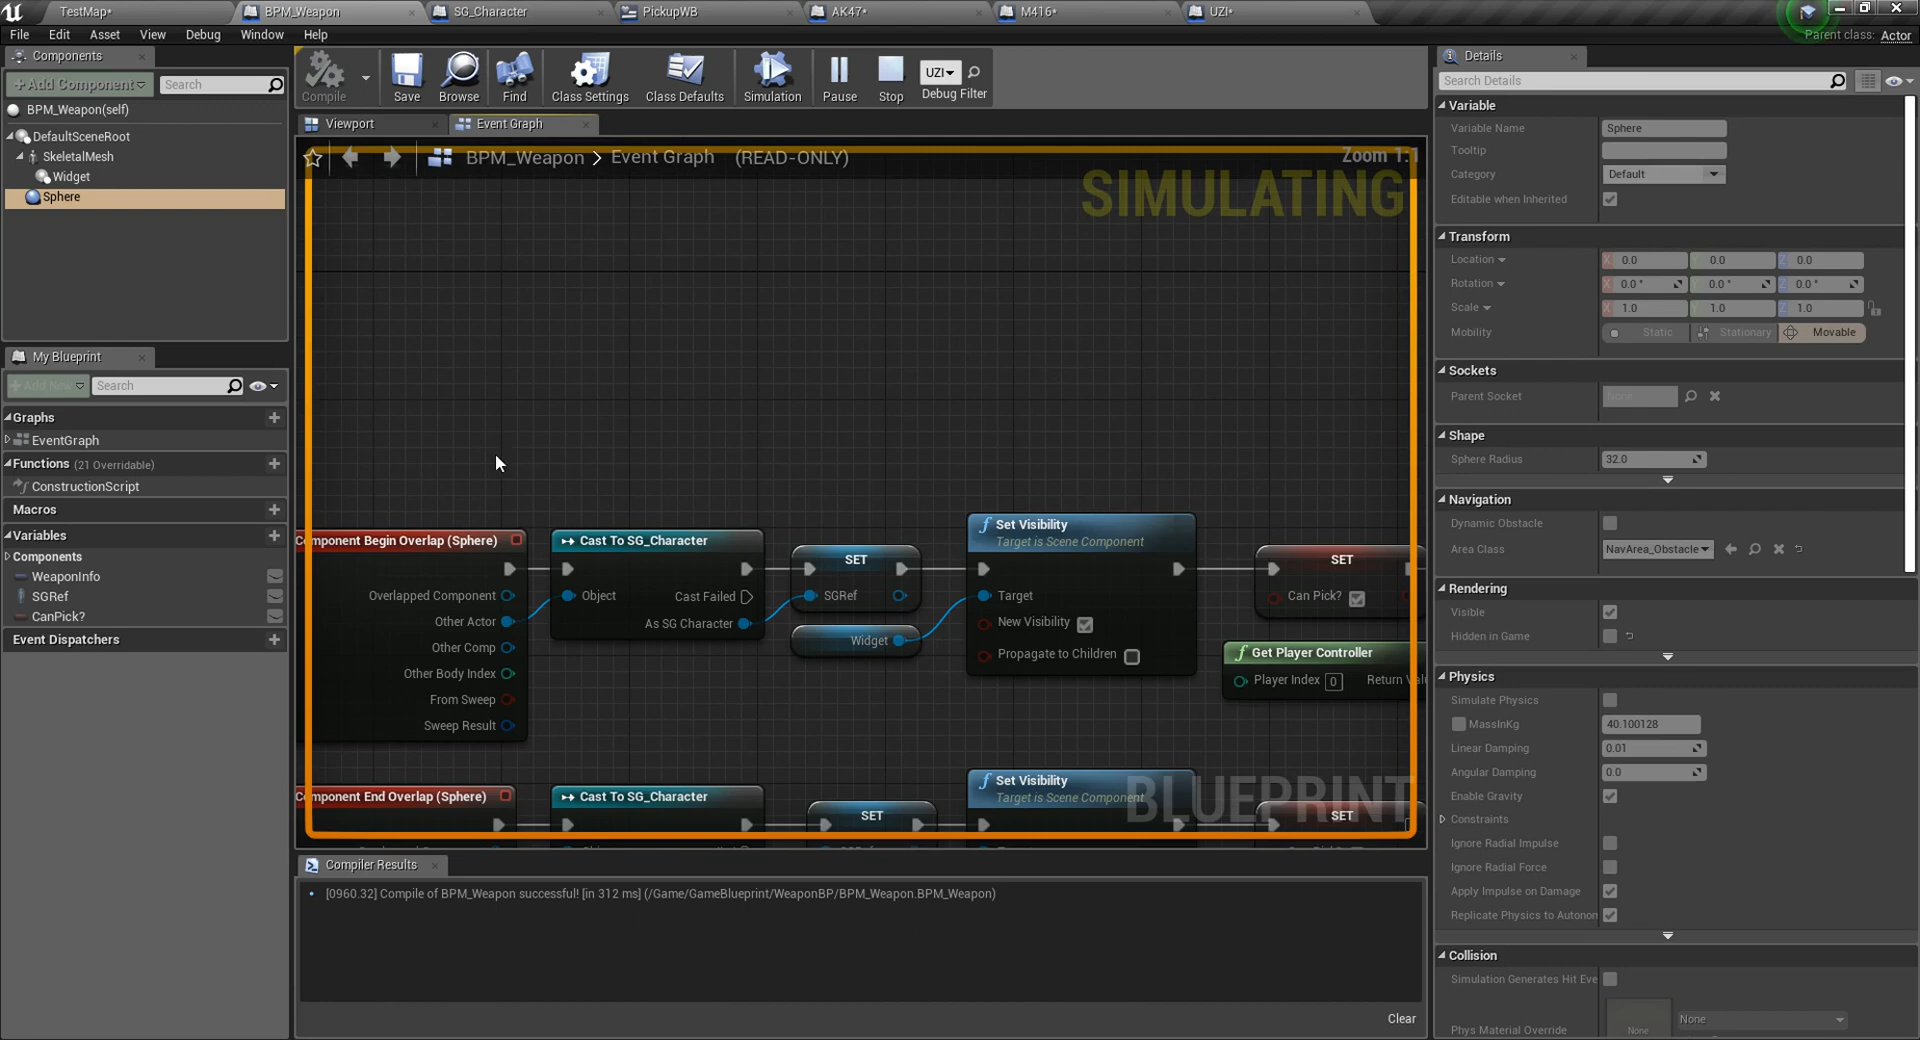 TestMap*
BPM_Weapon
SG_Character
PickupWB
AK47*
M416*
UZI*
File Edit Asset View Debug Window Help
Parent class: Actor
Components
+Add Component
Search
BPM_Weapon(self)
DefaultSceneRoot
SkeletalMesh
Widget
Sphere
My Blueprint
+Add New
Search
Graphs
EventGraph
Functions (21 Overridable)
ConstructionScript
Macros
Variables
Components
WeaponInfo
SGRef
CanPick?
Event Dispatchers
Compile
Save
Browse
Find
Class Settings
Class Defaults
Simulation
Pause
Stop
UZI
Debug Filter
Viewport
Event Graph
BPM_Weapon > Event Graph (READ-ONLY)
Zoom 1:1
SIMULATING
Component Begin Overlap (Sphere)
Overlapped Component
Other Actor
Other Comp
Other Body Index
From Sweep
Sweep Result
Cast To SG_Character
Object
Cast Failed
As SG Character
SET
SGRef
Widget
Set Visibility
Target is Scene Component
Target
New Visibility
Propagate to Children
SET
Can Pick?
Get Player Controller
Player Index 0
Return Val
Component End Overlap (Sphere)
Cast To SG_Character
SET
Set Visibility
Target is Scene Component
SET
BLUEPRINT
Compiler Results
[0960.32] Compile of BPM_Weapon successful! [in 312 ms] (/Game/GameBlueprint/WeaponBP/BPM_Weapon.BPM_Weapon)
Clear
Details
Search Details
Variable
Variable Name Sphere
Tooltip
Category Default
Editable when Inherited
Transform
Location X 0.0 Y 0.0 Z 0.0
Rotation X 0.0 ° Y 0.0 ° Z 0.0 °
Scale X 1.0 Y 1.0 Z 1.0
Mobility Static Stationary Movable
Sockets
Parent Socket None
Shape
Sphere Radius 32.0
Navigation
Dynamic Obstacle
Area Class NavArea_Obstacle
Rendering
Visible
Hidden in Game
Physics
Simulate Physics
MassInKg 40.100128
Linear Damping 0.01
Angular Damping 0.0
Enable Gravity
Constraints
Ignore Radial Impulse
Ignore Radial Force
Apply Impulse on Damage
Replicate Physics to Autonon
Collision
Simulation Generates Hit Eve
Phys Material Override None None